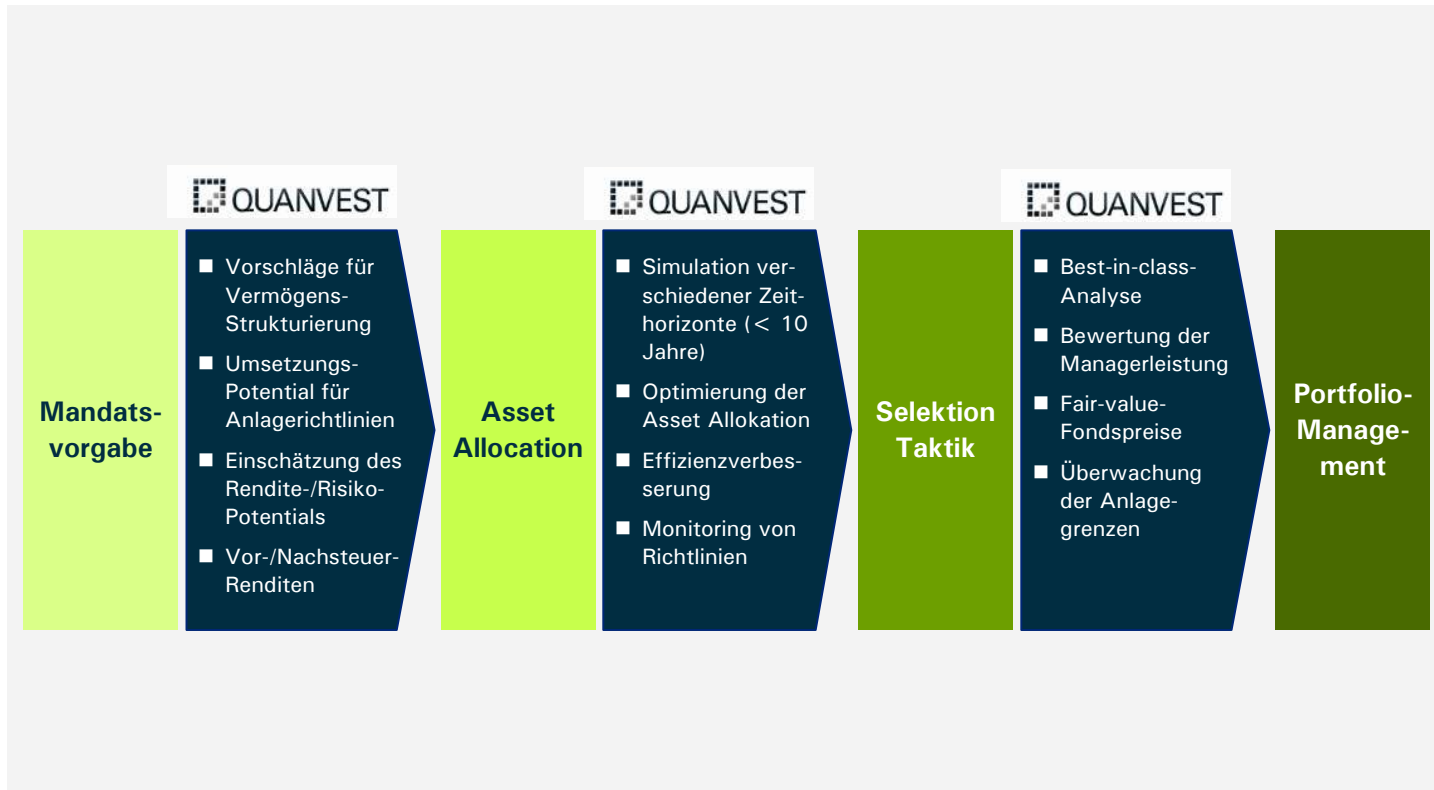 QUANVEST
QUANVEST
QUANVEST
Mandats-
vorgabe
Vorschläge für
Vermögens-
Strukturierung
Umsetzungs-
Potential für
Anlagerichtlinien
Einschätzung des
Rendite-/Risiko-
Potentials
Vor-/Nachsteuer-
Renditen
Asset
Allocation
Simulation ver-
schiedener Zeit-
horizonte (< 10
Jahre)
Optimierung der
Asset Allokation
Effizienzverbes-
serung
Monitoring von
Richtlinien
Selektion
Taktik
Best-in-class-
Analyse
Bewertung der
Managerleistung
Fair-value-
Fondspreise
Überwachung
der Anlage-
grenzen
Portfolio-
Manage-
ment